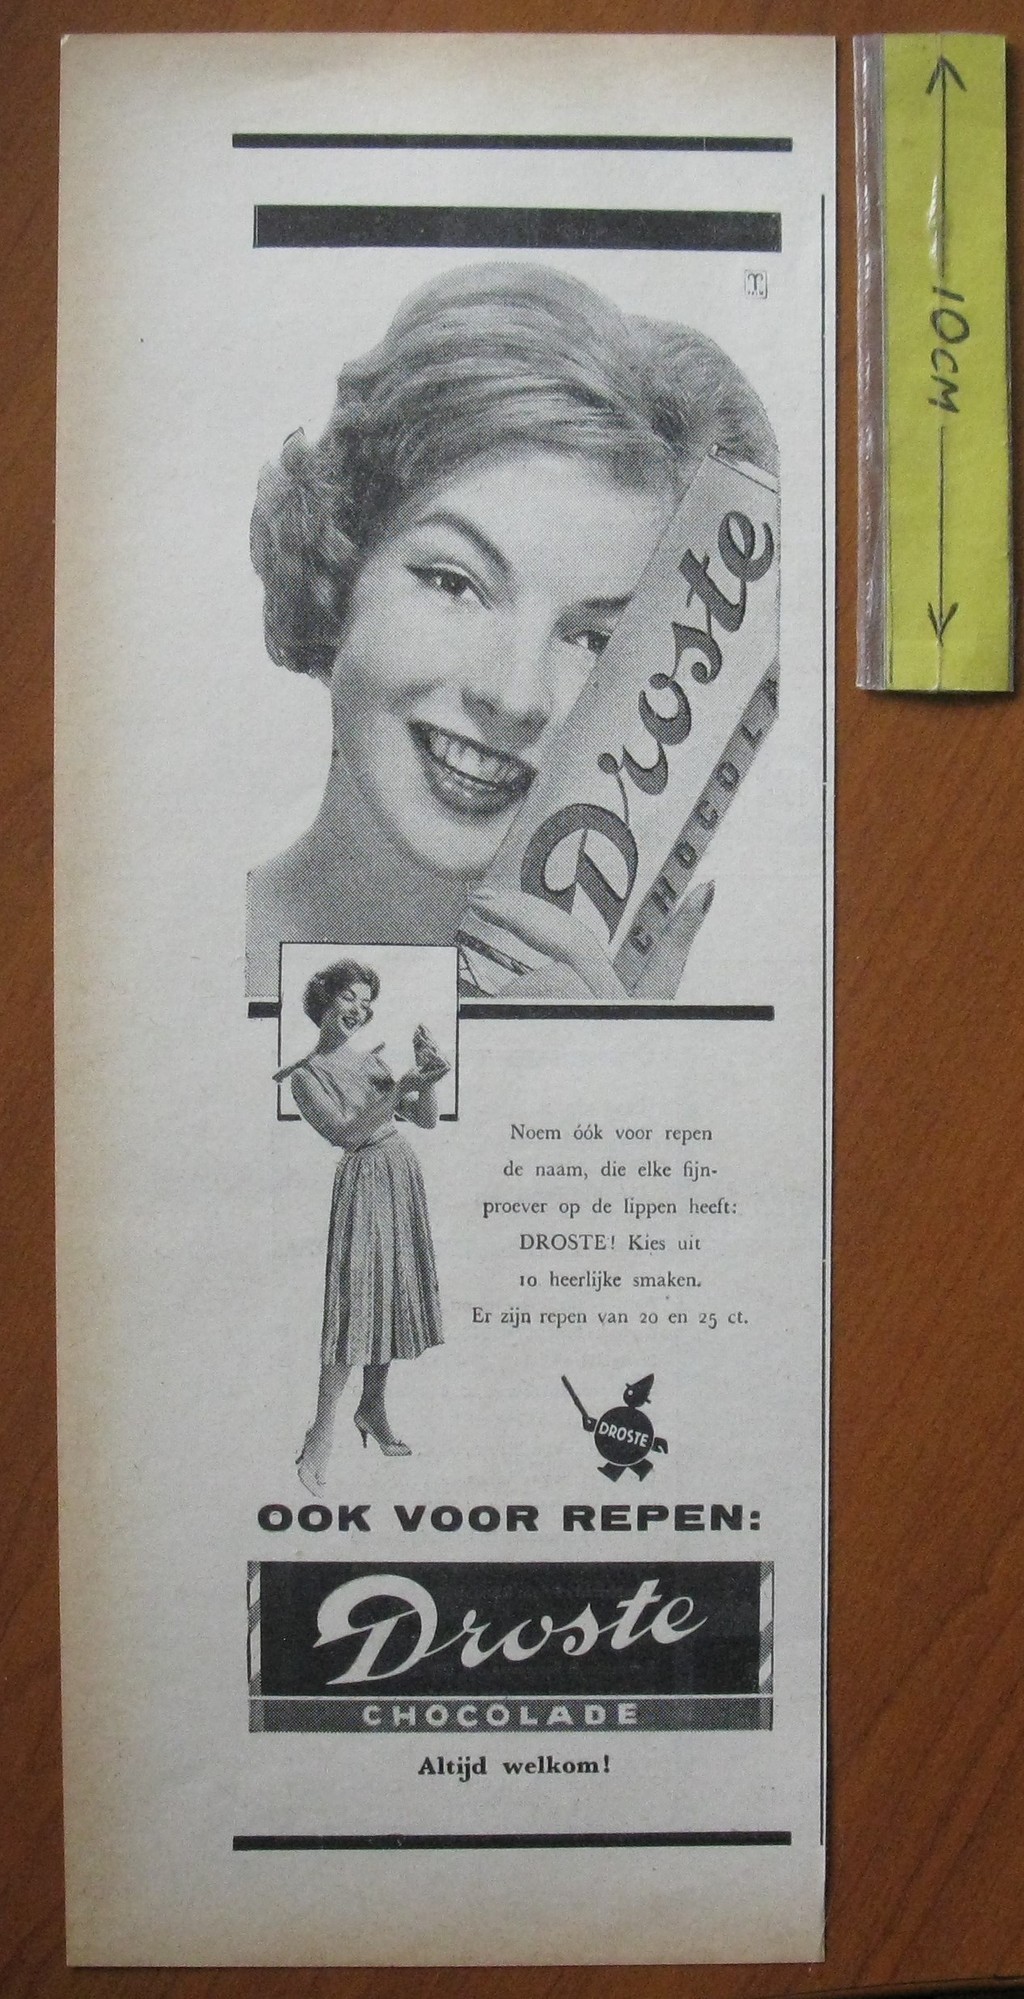 10CM
Droste
CHOCOLA
Noem óók voor repen
de naam, die elke fijn-
proever op de lippen heeft:
DROSTE! Kies uit
10 heerlijke smaken.
Er zijn repen van 20 en 25 ct.
DROSTE
OOK VOOR REPEN:
Droste
CHOCOLADE
Altijd welkom!